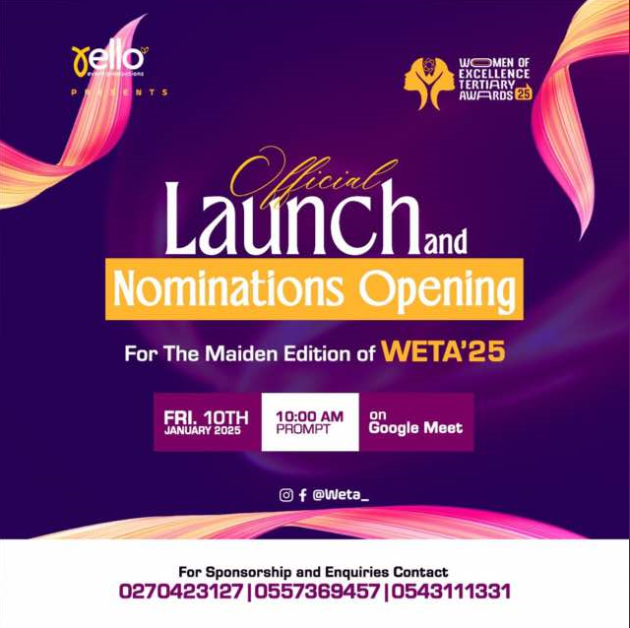 Yello
event productions
PRESENTS
WOMEN OF
EXCELLENCE
TERTIARY
AWARDS 25
Official
Launch and
Nominations Opening
For The Maiden Edition of WETA'25
FRI. 10TH
JANUARY 2025
10:00 AM
PROMPT
on
Google Meet
@Weta_
For Sponsorship and Enquiries Contact
0270423127|0557369457|0543111331